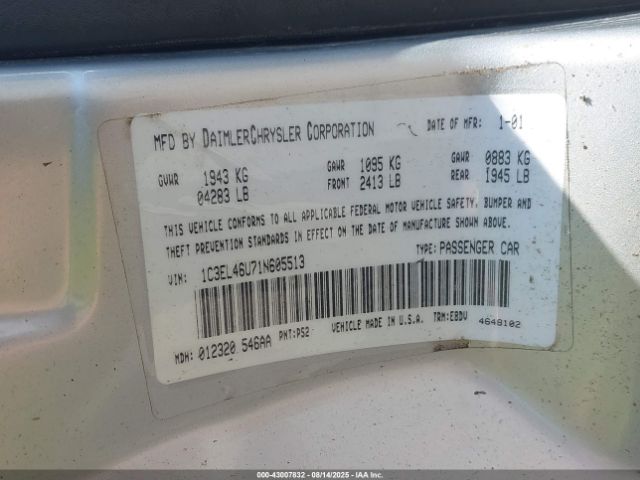 MFD BY DAIMLERCHRYSLER CORPORATION DATE OF MFR: 1-01
GVWR 1943 KG GAWR 1095 KG GAWR 0883 KG
04283 LB FRONT 2413 LB REAR 1945 LB
THIS VEHICLE CONFORMS TO ALL APPLICABLE FEDERAL MOTOR VEHICLE SAFETY, BUMPER AND
THEFT PREVENTION STANDARDS IN EFFECT ON THE DATE OF MANUFACTURE SHOWN ABOVE.
VIN: 1C3EL46U71N605513 TYPE: PASSENGER CAR
MDH: 012320 546AA PNT: PS2 VEHICLE MADE IN U.S.A. TRM: EBDV 4648102
000-43007832 - 08/14/2025 - © IAA Holdings, LLC